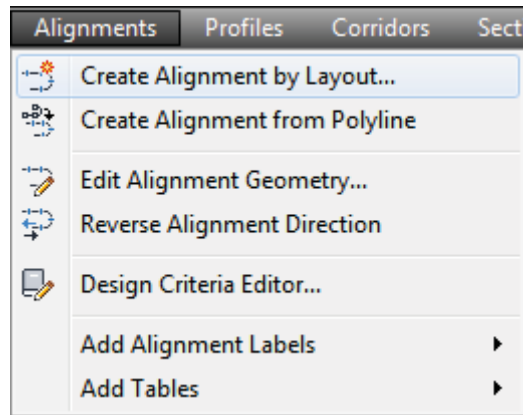 Alignments Profiles Corridors Sect
Create Alignment by Layout...
Create Alignment from Polyline
Edit Alignment Geometry...
Reverse Alignment Direction
Design Criteria Editor...
Add Alignment Labels
Add Tables